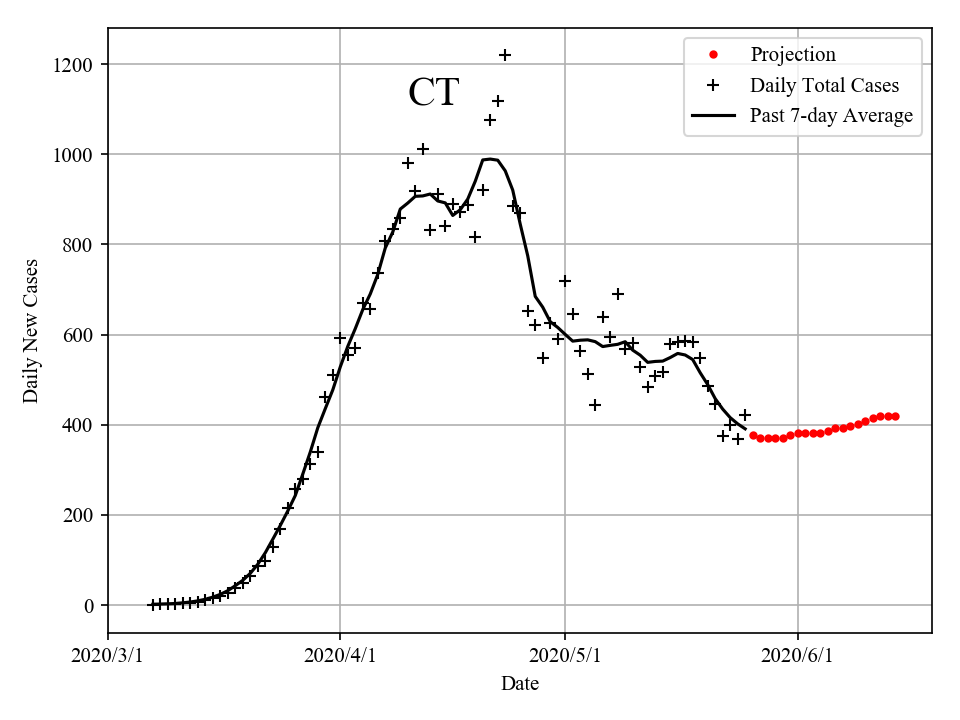 CT
Projection
Daily Total Cases
Past 7-day Average
1200
1000
800
600
400
200
0
Daily New Cases
2020/3/1
2020/4/1
2020/5/1
2020/6/1
Date